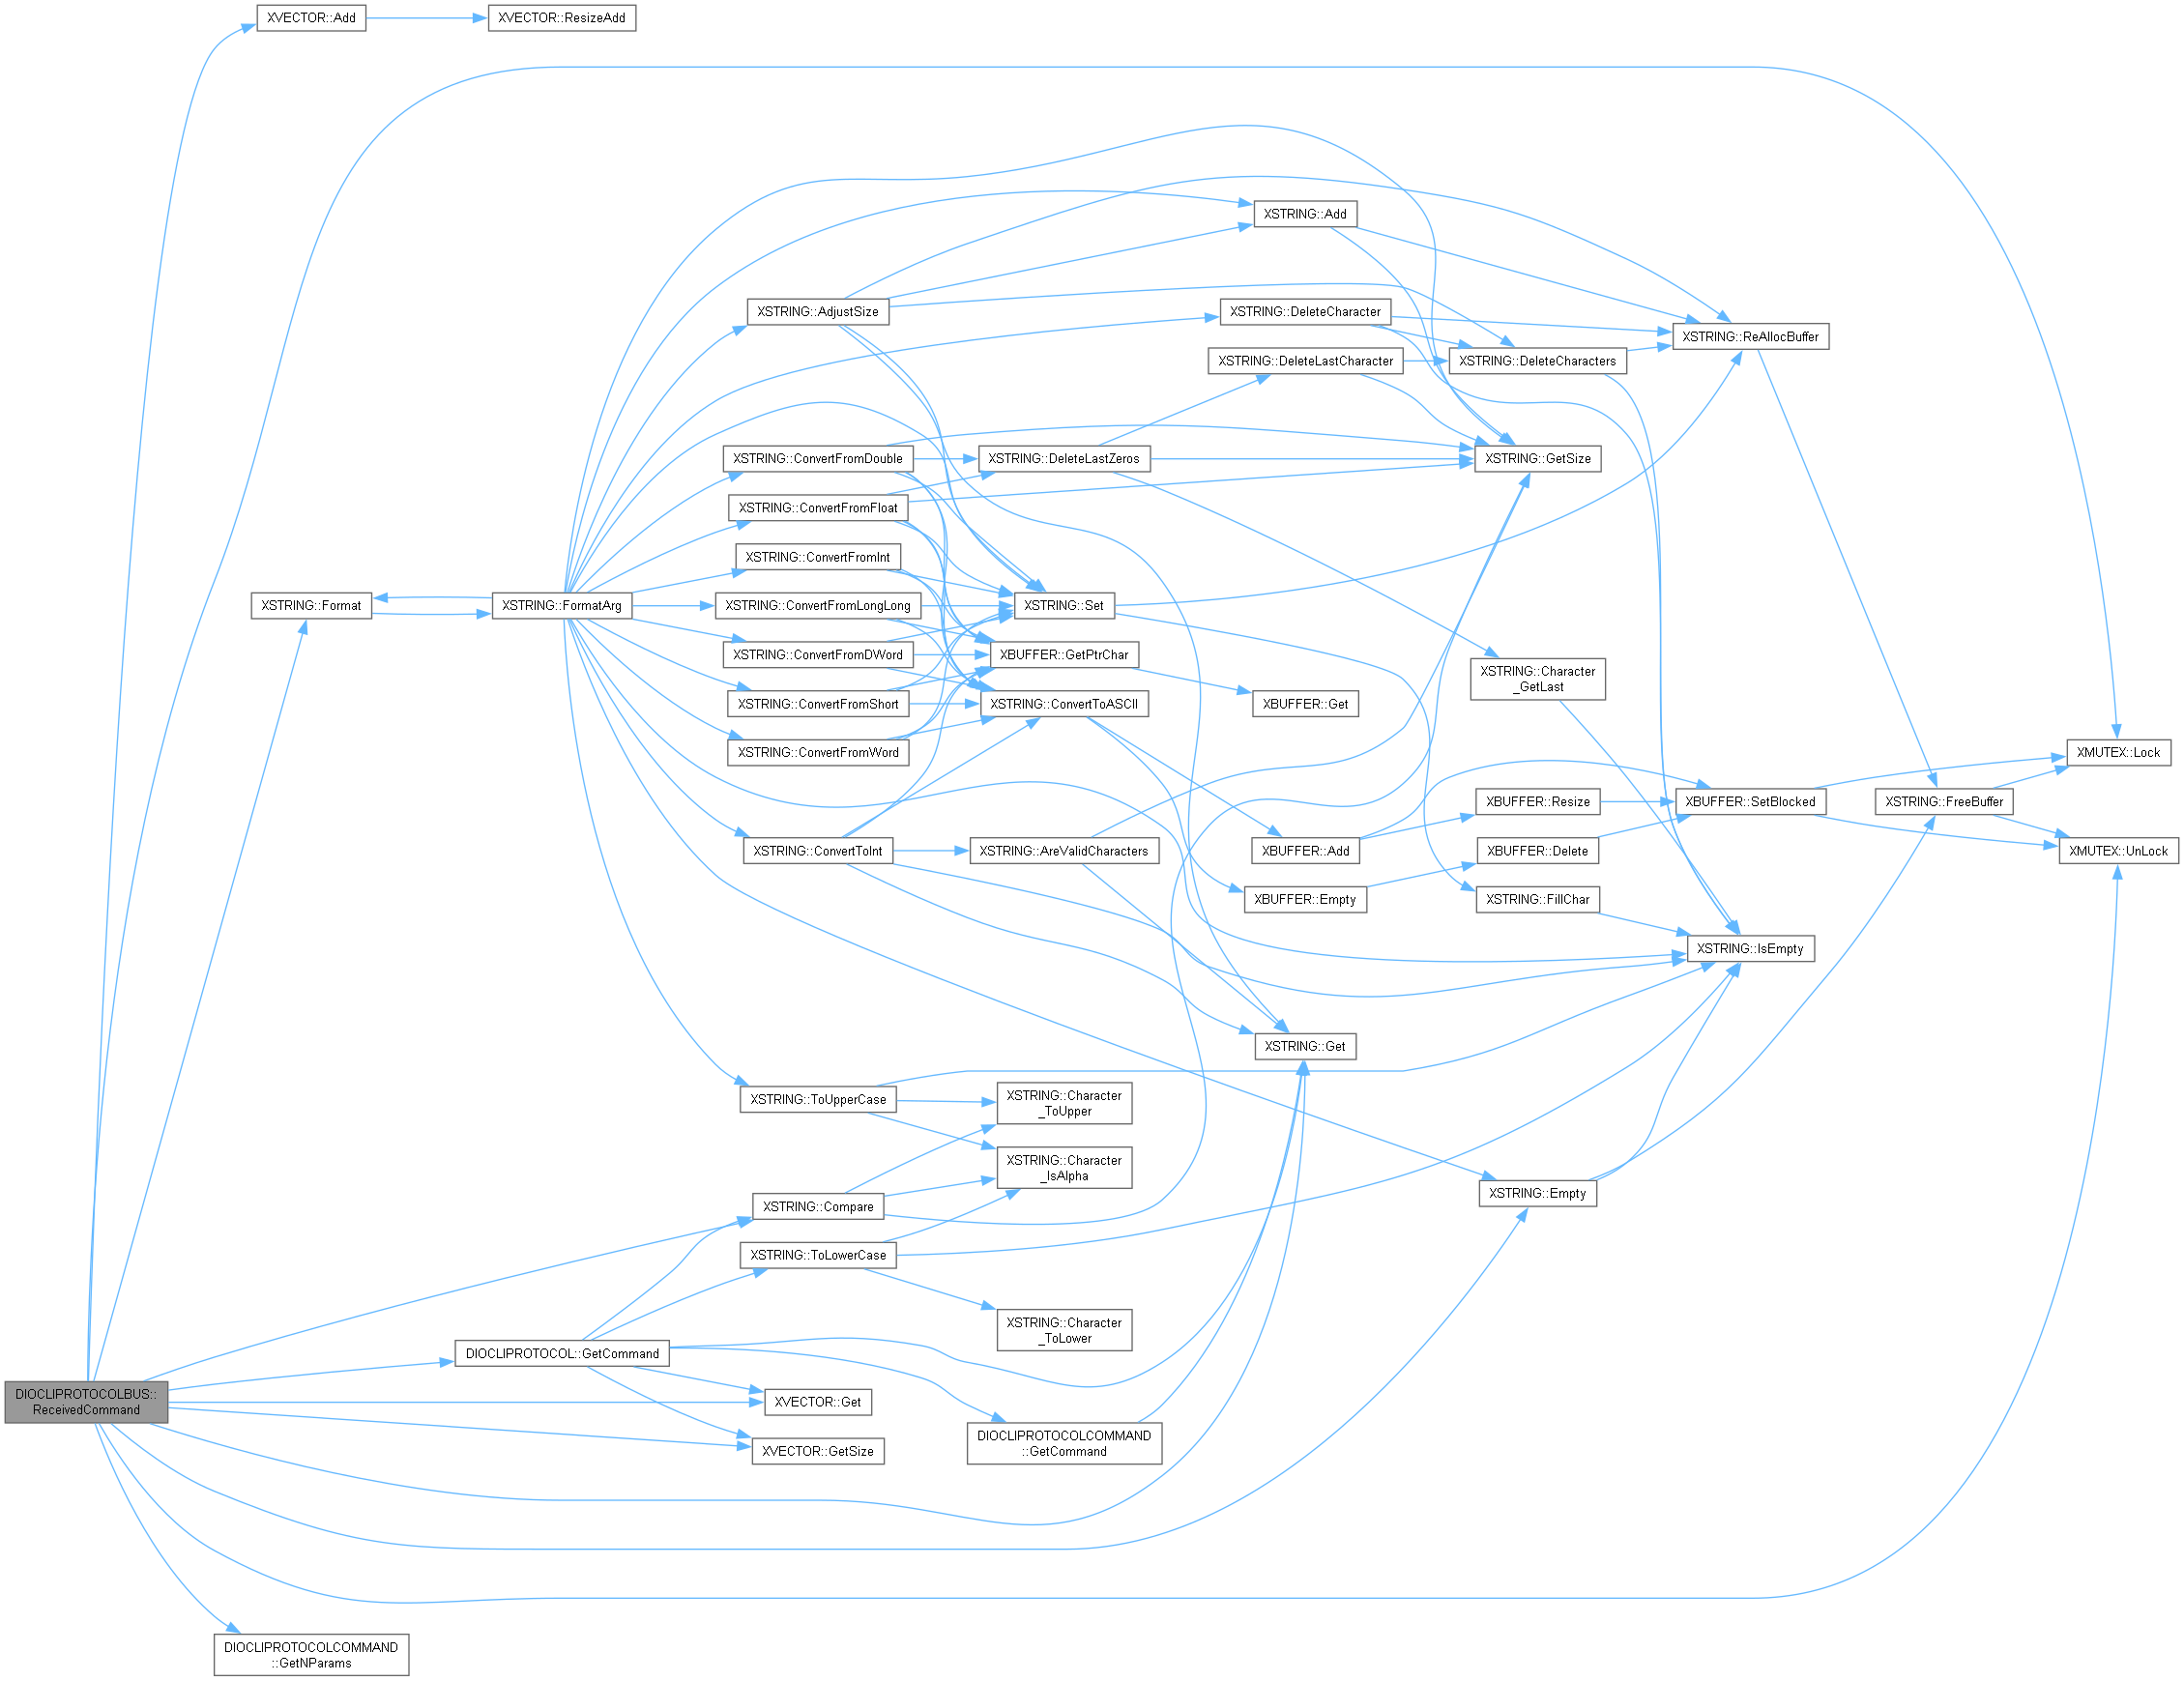 XVECTOR::Add
XVECTOR::ResizeAdd
XSTRING::Add
XSTRING::AdjustSize
XSTRING::DeleteCharacter
XSTRING::ReAllocBuffer
XSTRING::DeleteLastCharacter
XSTRING::DeleteCharacters
XSTRING::ConvertFromDouble
XSTRING::DeleteLastZeros
XSTRING::GetSize
XSTRING::ConvertFromFloat
XSTRING::ConvertFromInt
XSTRING::Format
XSTRING::FormatArg
XSTRING::ConvertFromLongLong
XSTRING::Set
XSTRING::ConvertFromDWord
XBUFFER::GetPtrChar
XSTRING::Character
_GetLast
XSTRING::ConvertFromShort
XSTRING::ConvertToASCII
XBUFFER::Get
XSTRING::ConvertFromWord
XMUTEX::Lock
XBUFFER::Resize
XBUFFER::SetBlocked
XSTRING::FreeBuffer
XSTRING::ConvertToInt
XSTRING::AreValidCharacters
XBUFFER::Add
XBUFFER::Delete
XMUTEX::UnLock
XBUFFER::Empty
XSTRING::FillChar
XSTRING::IsEmpty
XSTRING::Get
XSTRING::ToUpperCase
XSTRING::Character
_ToUpper
XSTRING::Character
_IsAlpha
XSTRING::Compare
XSTRING::Empty
XSTRING::ToLowerCase
XSTRING::Character
_ToLower
DIOCLIPROTOCOL::GetCommand
DIOCLIPROTOCOLBUS::
ReceivedCommand
XVECTOR::Get
DIOCLIPROTOCOLCOMMAND
::GetCommand
XVECTOR::GetSize
DIOCLIPROTOCOLCOMMAND
::GetNParams